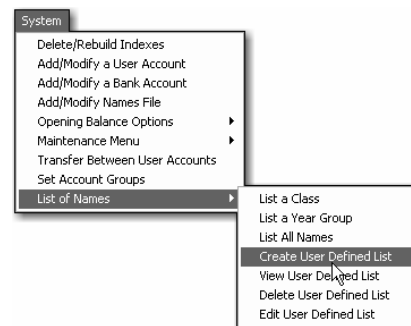 System
Delete/Rebuild Indexes
Add/Modify a User Account
Add/Modify a Bank Account
Add/Modify Names File
Opening Balance Options
Maintenance Menu
Transfer Between User Accounts
Set Account Groups
List of Names
List a Class
List a Year Group
List All Names
Create User Defined List
View User Defined List
Delete User Defined List
Edit User Defined List